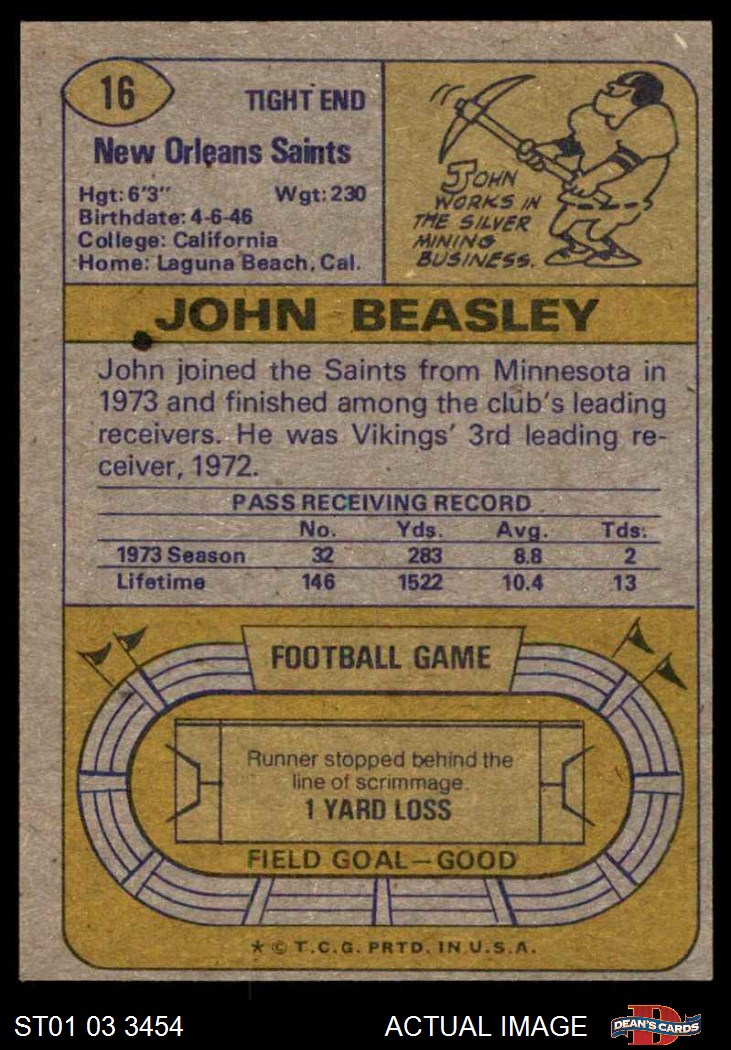 16
TIGHT END
New Orleans Saints
Hgt: 6'3" Wgt: 230
Birthdate: 4-6-46
College: California
Home: Laguna Beach, Cal.
JOHN
WORKS IN
THE SILVER
MINING
BUSINESS.
JOHN BEASLEY
John joined the Saints from Minnesota in
1973 and finished among the club's leading
receivers. He was Vikings' 3rd leading re-
ceiver, 1972.
PASS RECEIVING RECORD
No. Yds. Avg. Tds.
1973 Season 32 283 8.8 2
Lifetime 146 1522 10.4 13
FOOTBALL GAME
Runner stopped behind the
line of scrimmage.
1 YARD LOSS
FIELD GOAL—GOOD
* © T.C.G. PRTD. IN U.S.A.
ST01 03 3454 ACTUAL IMAGE
D
DEAN'S CARDS